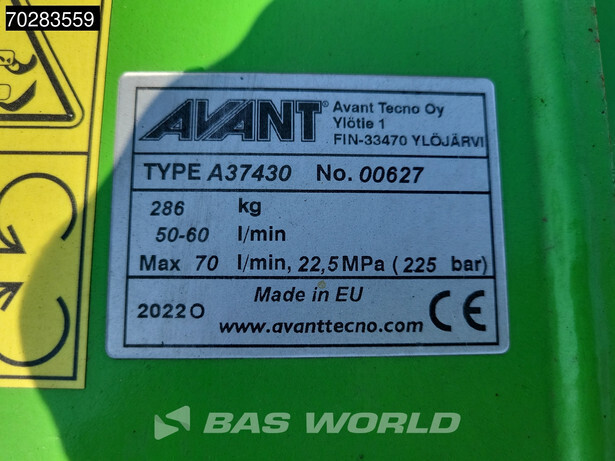 70283559
AVANT® Avant Tecno Oy
Ylötie 1
FIN-33470 YLÖJÄRVI
TYPE A37430 No. 00627
286 kg
50-60 l/min
Max 70 l/min, 22,5MPa (225 bar)
Made in EU
2022O
www.avanttecno.com CE
BAS WORLD